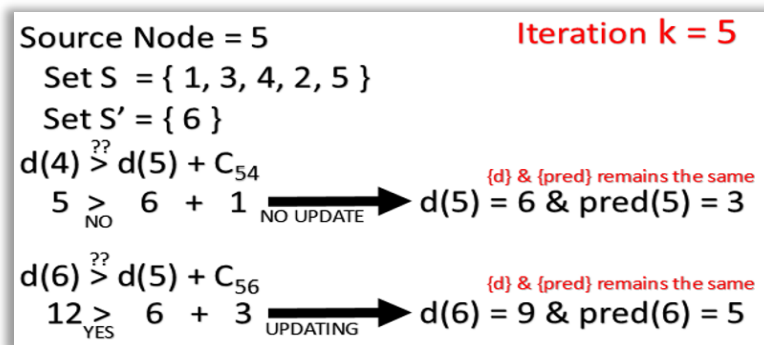 Source Node = 5
Iteration k = 5
Set S = { 1, 3, 4, 2, 5 }
Set S′ = { 6 }
??
d(4) > d(5) + C₅₄
{d} & {pred} remains the same
5 > 6 + 1
NO
NO UPDATE
d(5) = 6 & pred(5) = 3
??
d(6) > d(5) + C₅₆
{d} & {pred} remains the same
12 > 6 + 3
YES
UPDATING
d(6) = 9 & pred(6) = 5